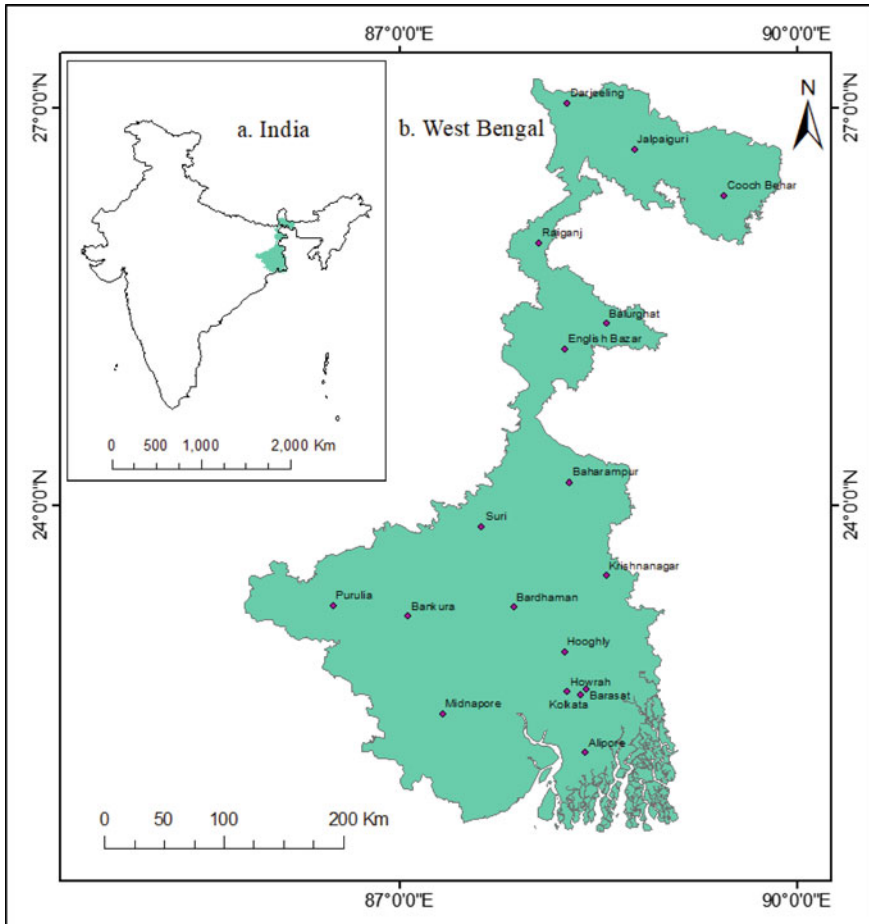 87°0'0"E 90°0'0"E
27°0'0"N
27°0'0"N
N
a. India
b. West Bengal
Darjeeling
Jalpaiguri
Cooch Behar
Raiganj
Balurghat
English Bazar
0 500 1,000 2,000 Km
Baharampur
24°0'0"N
24°0'0"N
Suri
Krishnanagar
Purulia
Bankura
Bardhaman
Hooghly
Howrah
Barasat
Kolkata
Midnapore
Alipore
0 50 100 200 Km
87°0'0"E 90°0'0"E